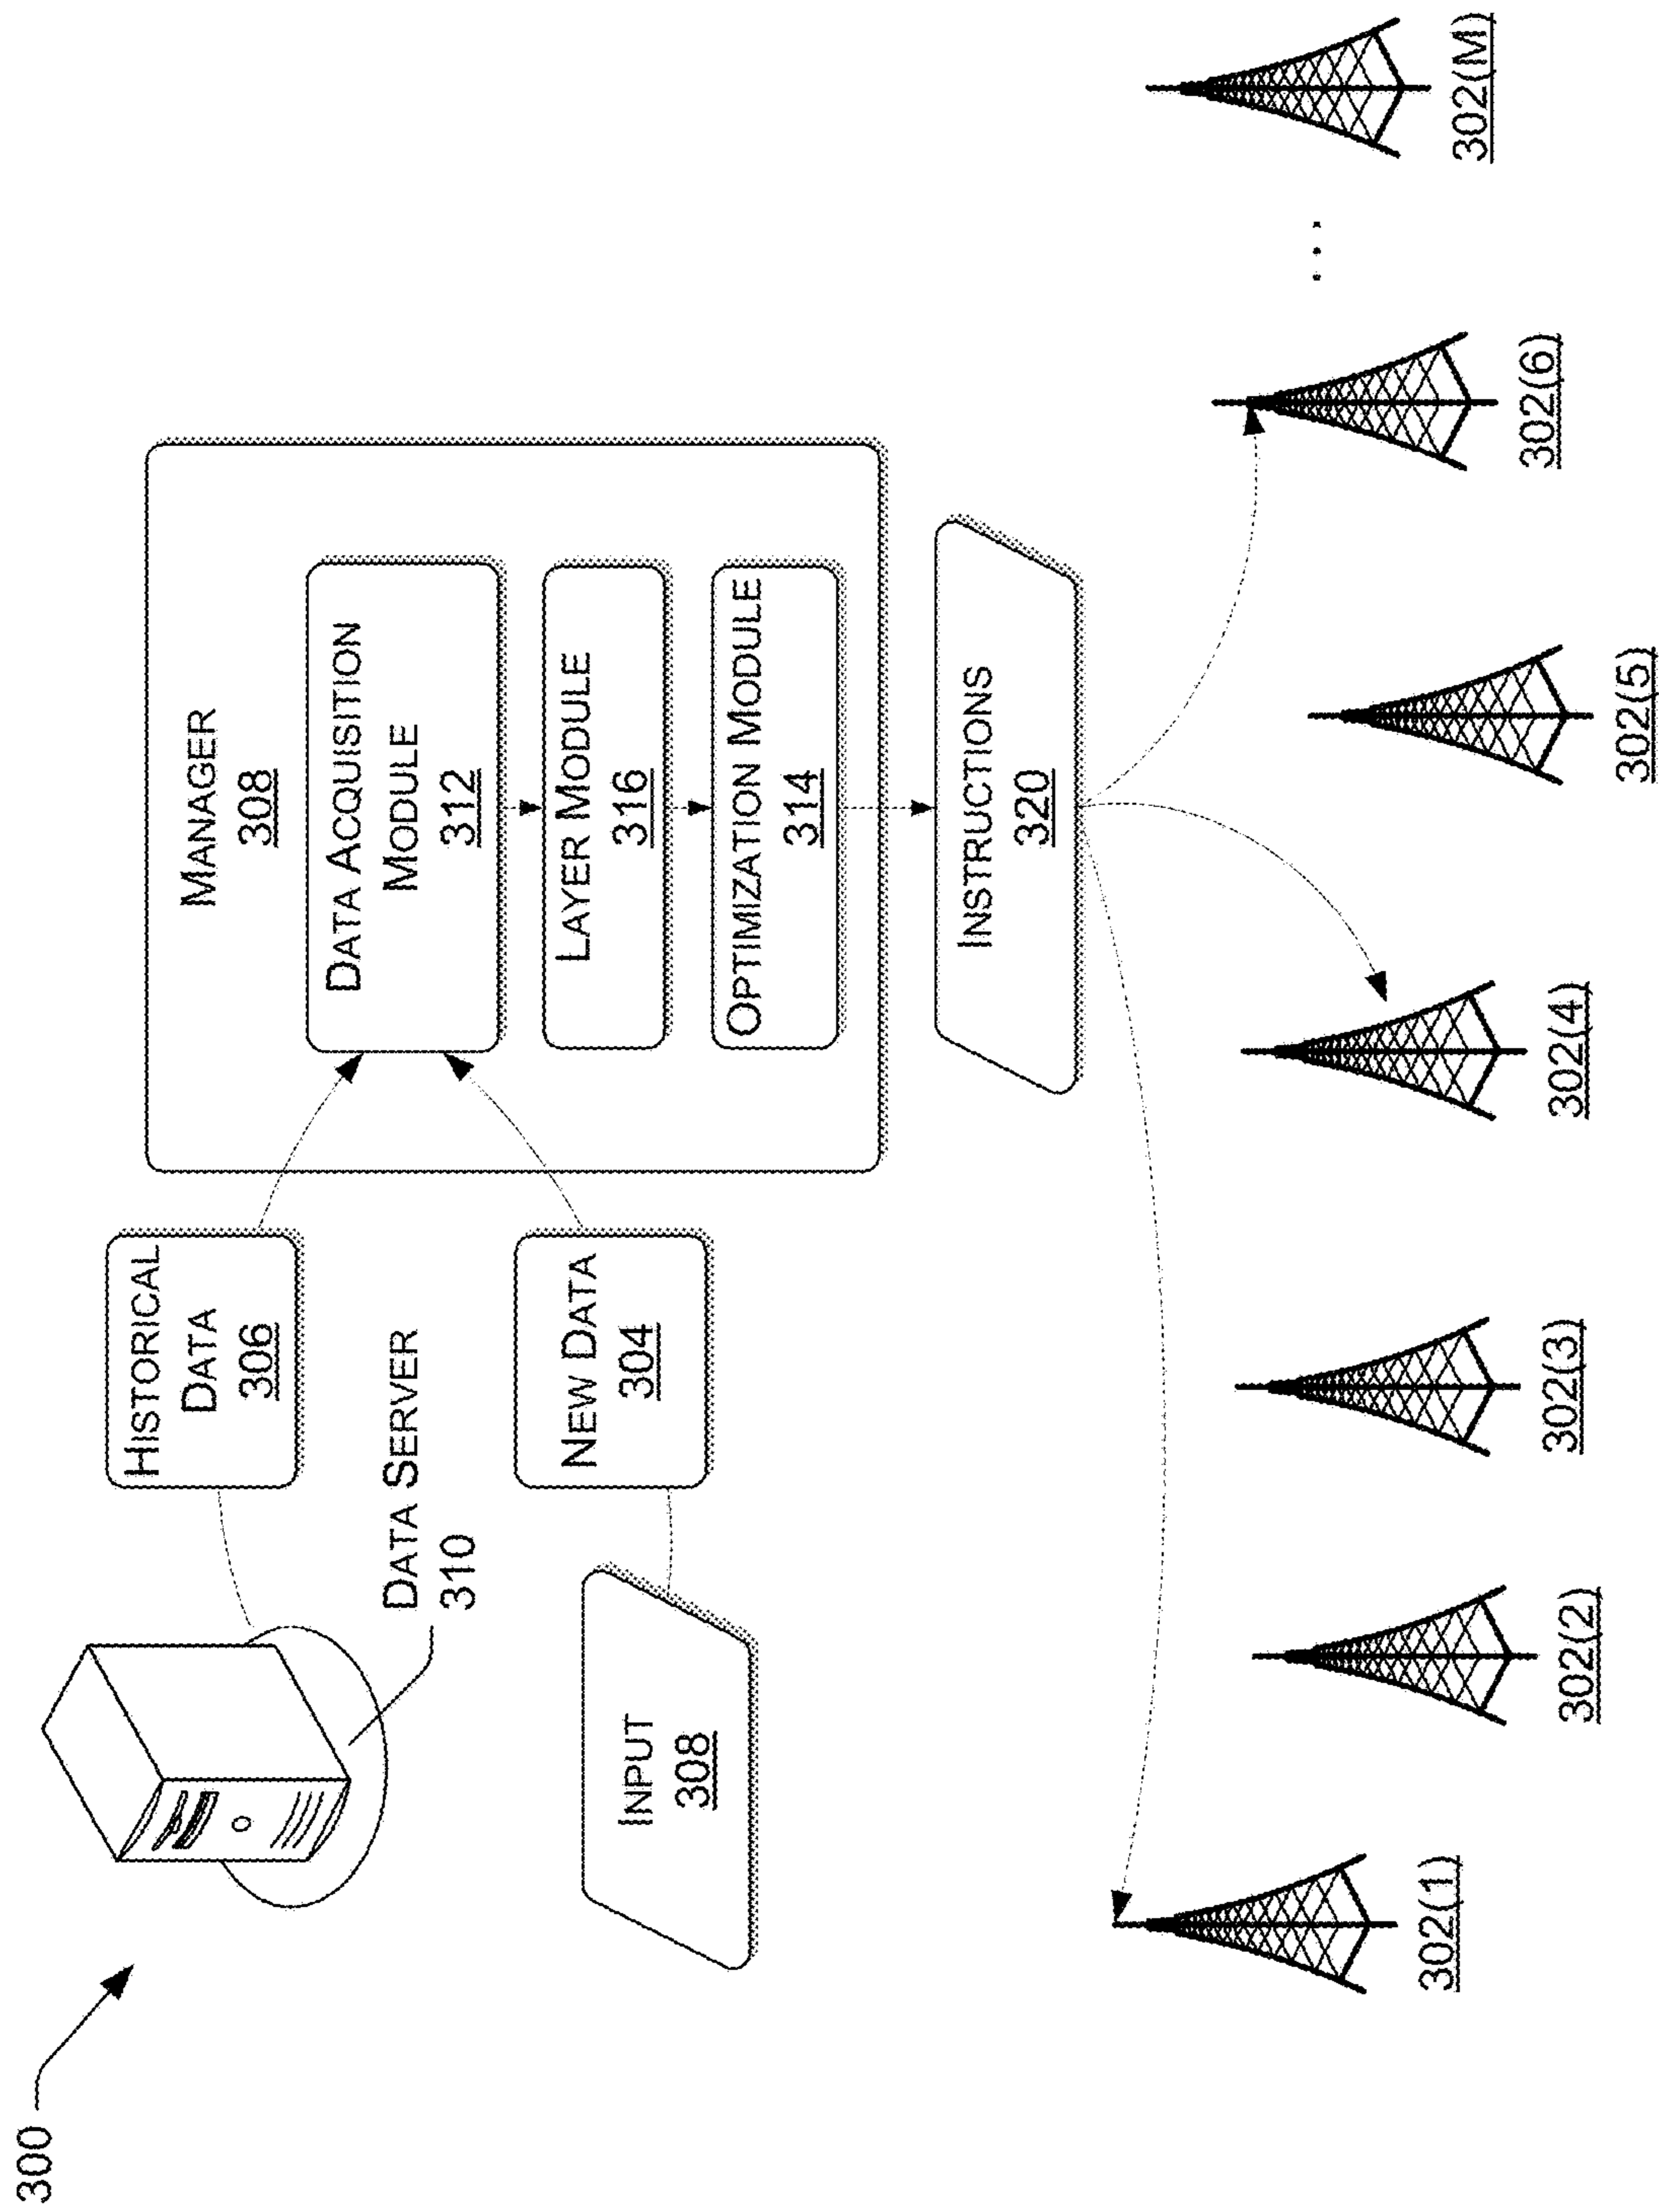 300
DATA SERVER
310
HISTORICAL
DATA
306
INPUT
308
NEW DATA
304
MANAGER
308
DATA ACQUISITION
MODULE
312
LAYER MODULE
316
OPTIMIZATION MODULE
314
INSTRUCTIONS
320
302(1)
302(2)
302(3)
302(4)
302(5)
302(6)
...
302(M)